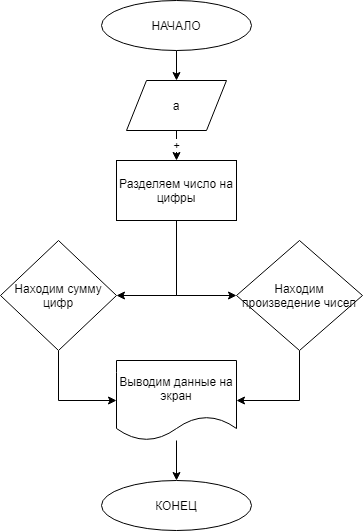 НАЧАЛО
а
+
Разделяем число на
цифры
Находим сумму
цифр
Находим
произведение чисел
Выводим данные на
экран
КОНЕЦ